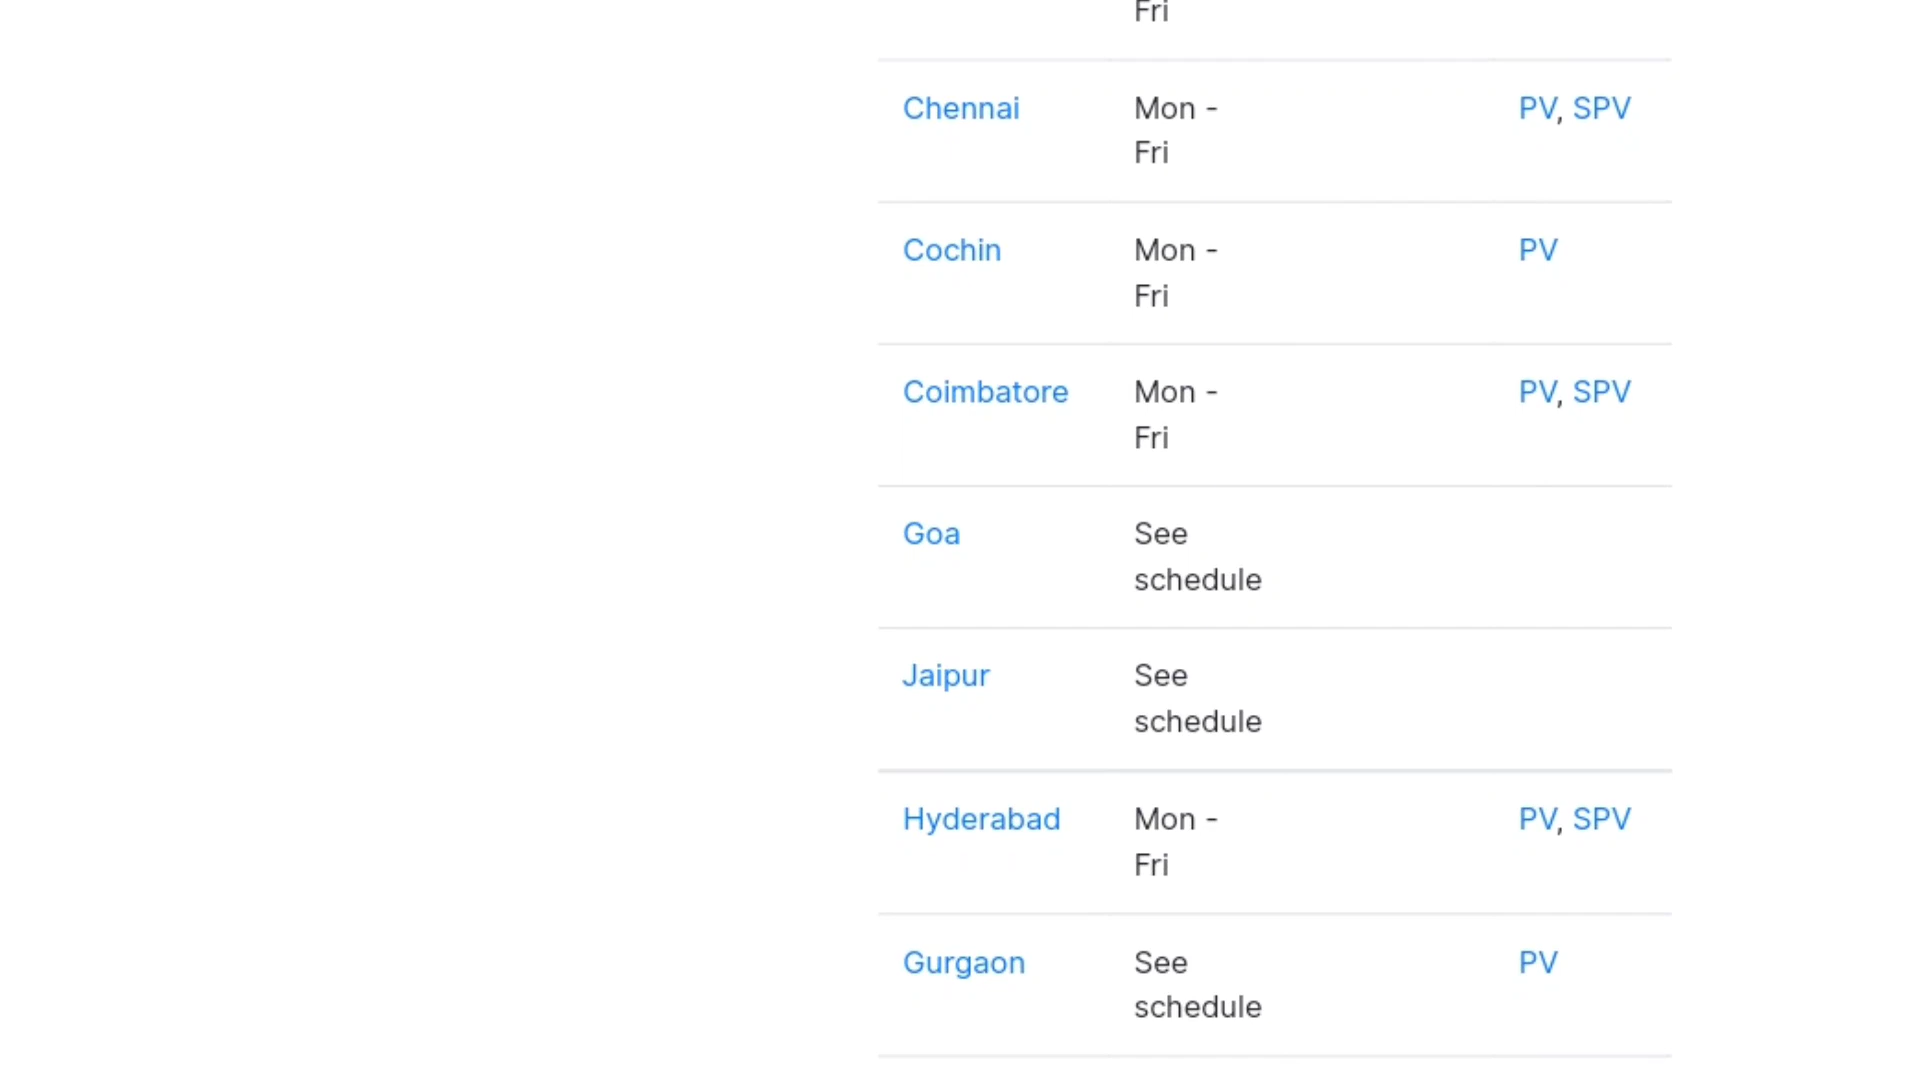 Fri
Chennai Mon - PV, SPV
Fri
Cochin Mon - PV
Fri
Coimbatore Mon - PV, SPV
Fri
Goa See
schedule
Jaipur See
schedule
Hyderabad Mon - PV, SPV
Fri
Gurgaon See PV
schedule